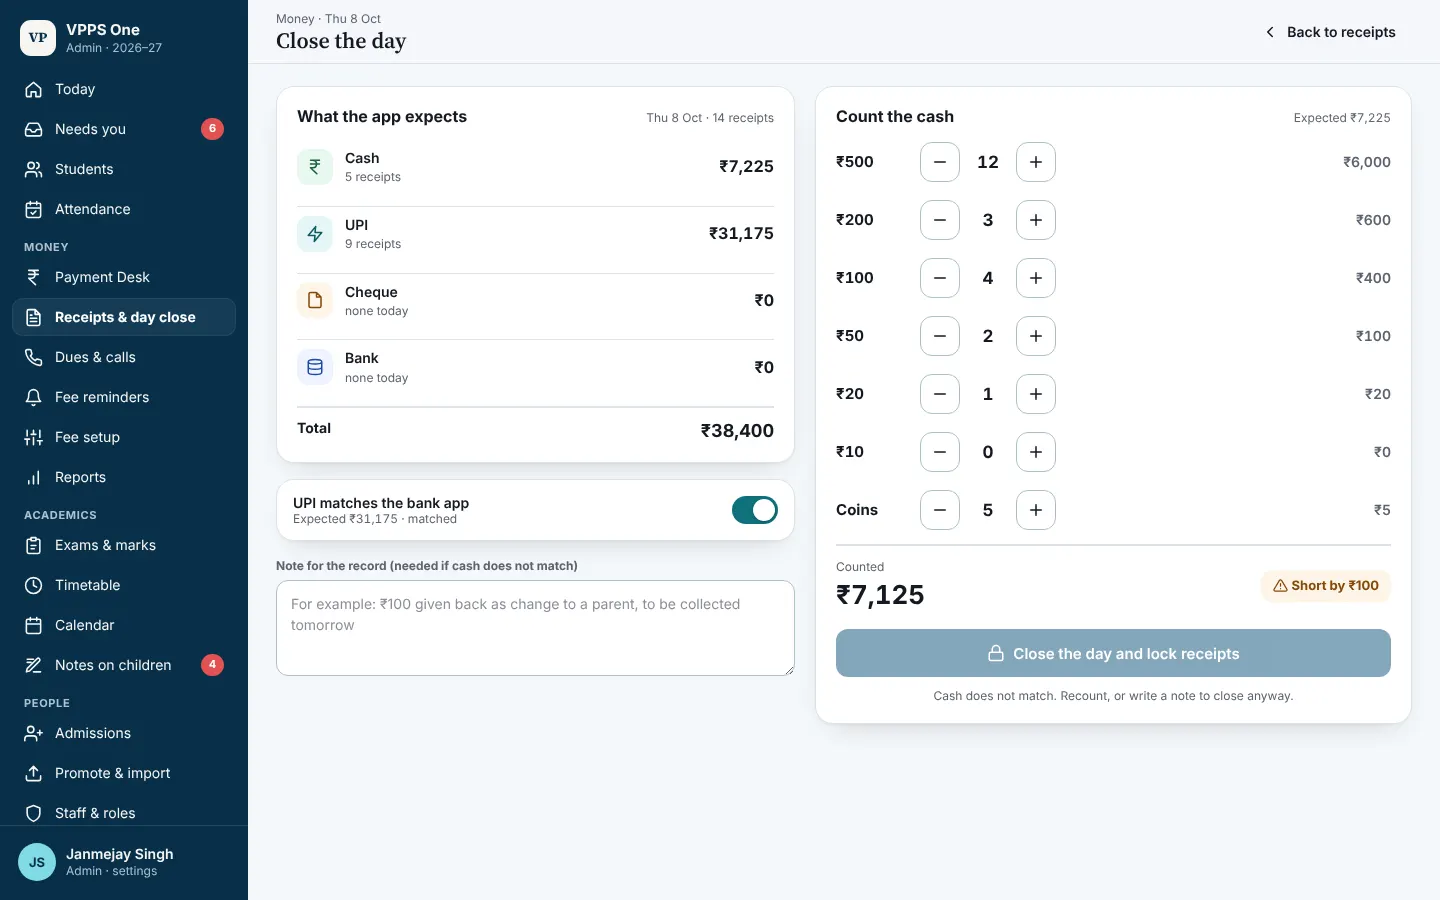 VP
VPPS One
Admin · 2026–27
Today
Needs you 6
Students
Attendance
MONEY
Payment Desk
Receipts & day close
Dues & calls
Fee reminders
Fee setup
Reports
ACADEMICS
Exams & marks
Timetable
Calendar
Notes on children 4
PEOPLE
Admissions
Promote & import
Staff & roles
JS
Janmejay Singh
Admin · settings
Money · Thu 8 Oct
Close the day
Back to receipts
What the app expects
Thu 8 Oct · 14 receipts
Cash
5 receipts
₹7,225
UPI
9 receipts
₹31,175
Cheque
none today
₹0
Bank
none today
₹0
Total ₹38,400
UPI matches the bank app
Expected ₹31,175 · matched
Note for the record (needed if cash does not match)
For example: ₹100 given back as change to a parent, to be collected
tomorrow
Count the cash
Expected ₹7,225
₹500 − 12 + ₹6,000
₹200 − 3 + ₹600
₹100 − 4 + ₹400
₹50 − 2 + ₹100
₹20 − 1 + ₹20
₹10 − 0 + ₹0
Coins − 5 + ₹5
Counted
₹7,125
Short by ₹100
Close the day and lock receipts
Cash does not match. Recount, or write a note to close anyway.